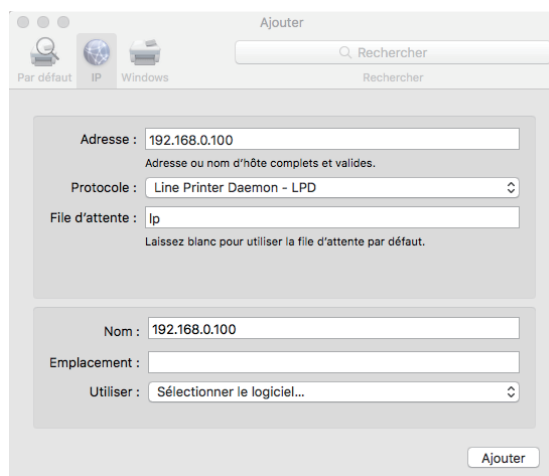 Ajouter
Par défaut IP Windows Rechercher
Rechercher
Adresse : 192.168.0.100
Adresse ou nom d'hôte complets et valides.
Protocole : Line Printer Daemon - LPD
File d'attente : lp
Laissez blanc pour utiliser la file d'attente par défaut.
Nom : 192.168.0.100
Emplacement :
Utiliser : Sélectionner le logiciel...
Ajouter